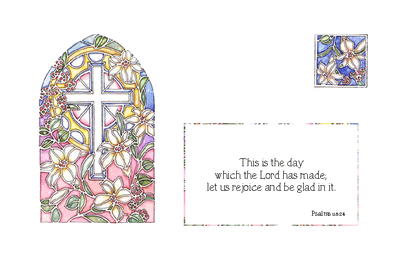 This is the day
which the Lord has made;
let us rejoice and be glad in it.
Psalms 118:24